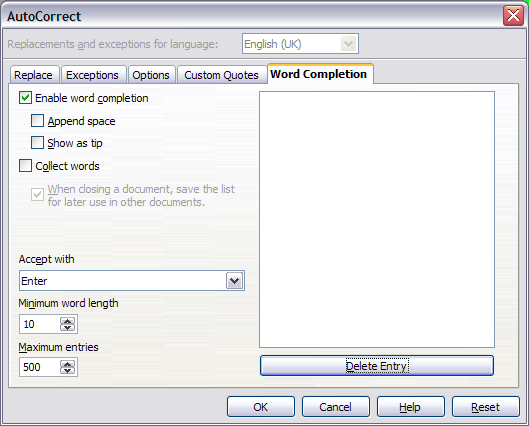 AutoCorrect
Replacements and exceptions for language: English (UK)
Replace Exceptions Options Custom Quotes Word Completion
Enable word completion
Append space
Show as tip
Collect words
When closing a document, save the list
for later use in other documents.
Accept with
Enter
Minimum word length
10
Maximum entries
500
Delete Entry
OK Cancel Help Reset